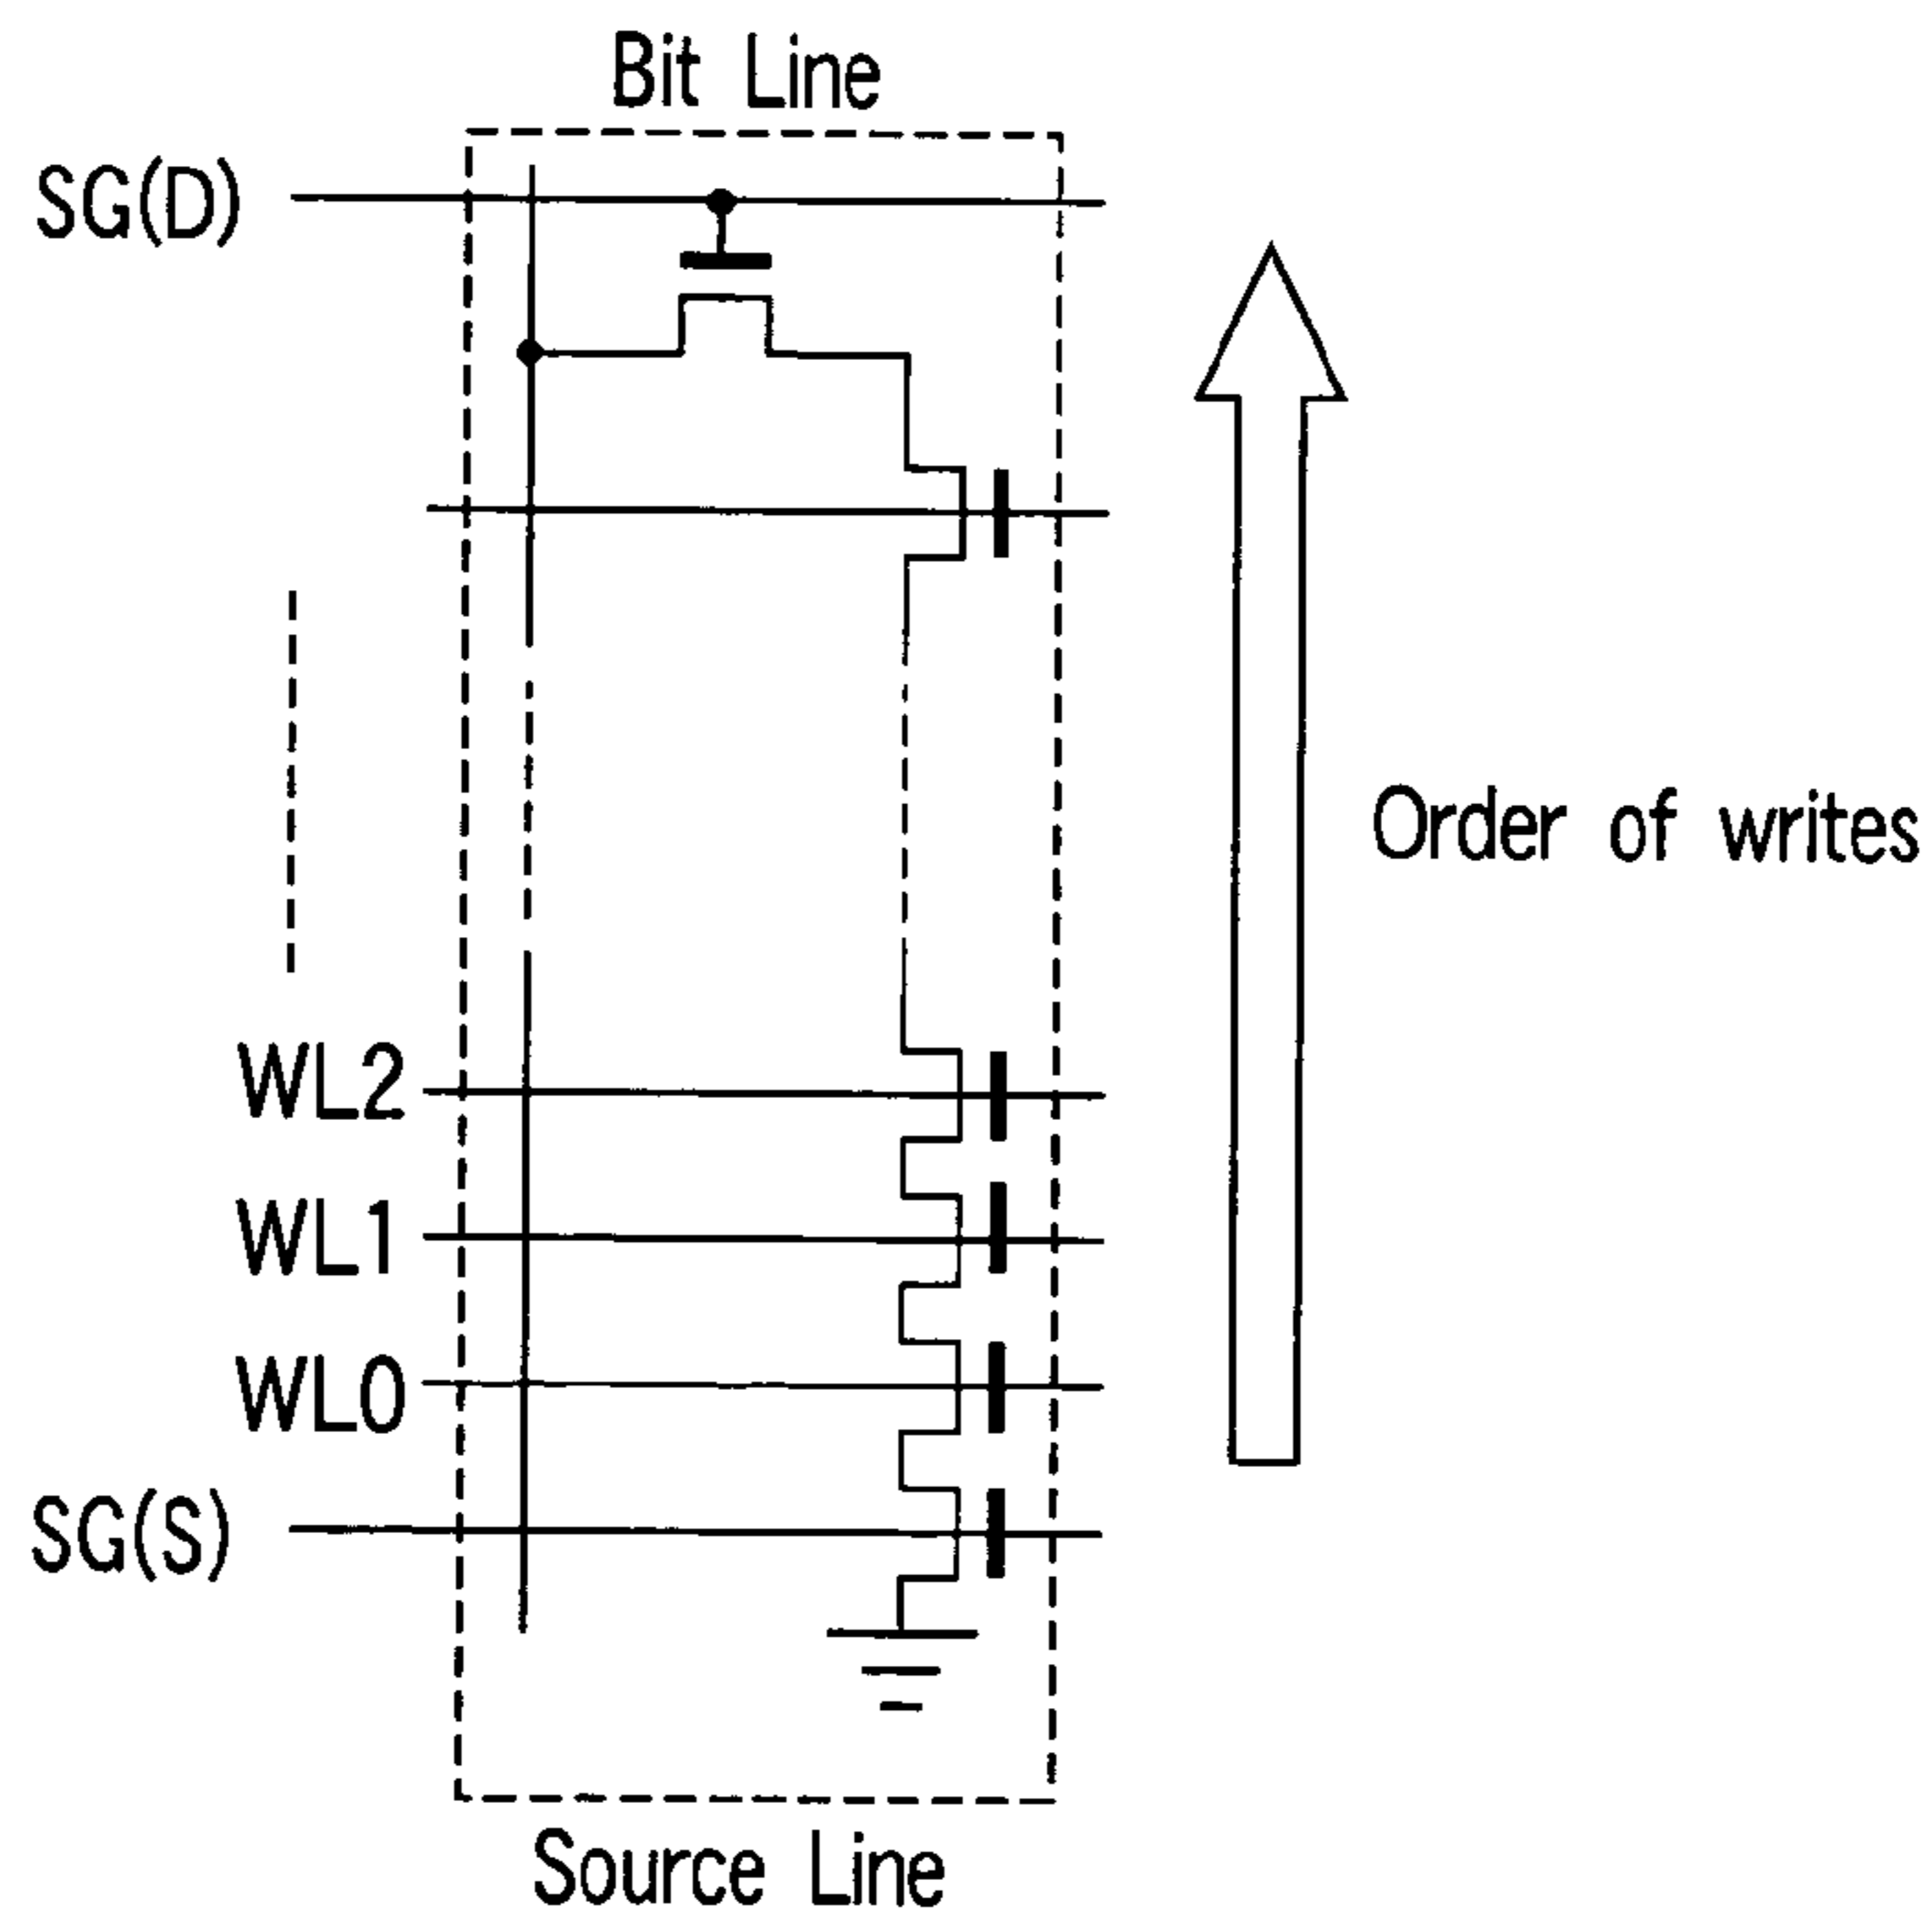 Bit Line
SG(D)
Order of writes
WL2
WL1
WL0
SG(S)
Source Line